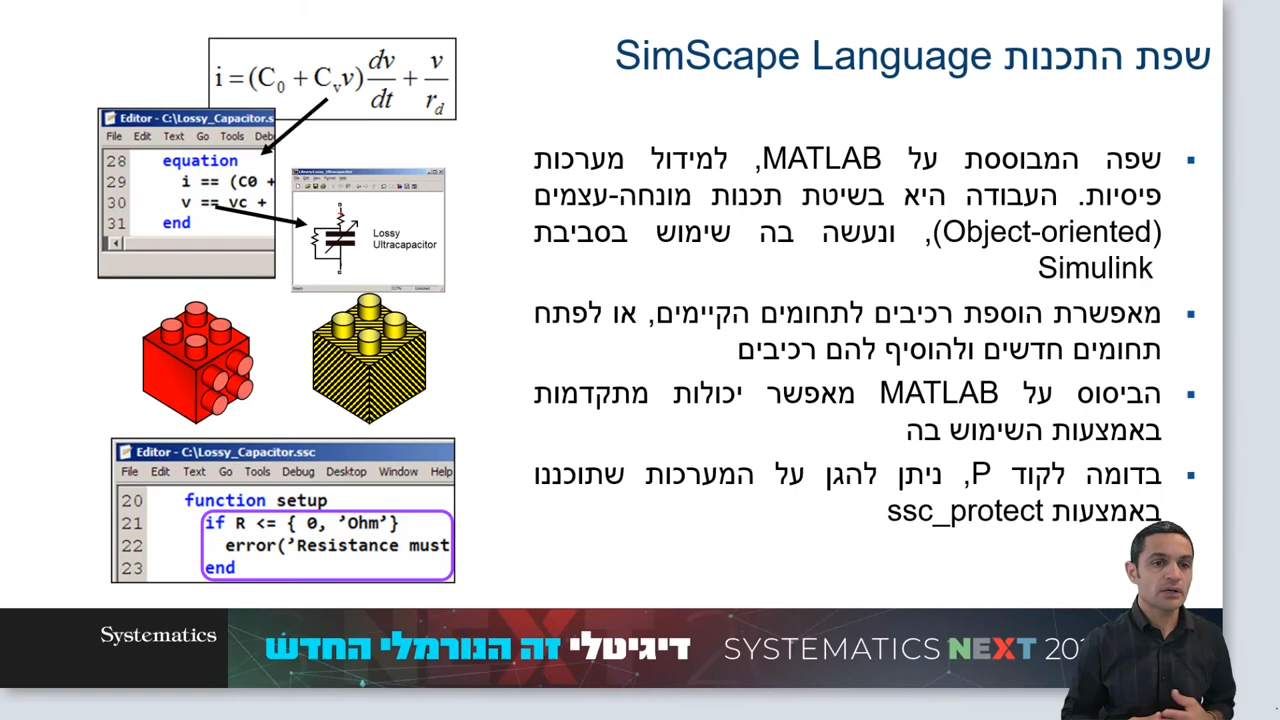 שפת התכנות SimScape Language
שפה המבוססת על MATLAB, למידול מערכות
פיסיות. העבודה היא בשיטת תכנות מונחה-עצמים
(Object-oriented), ונעשה בה שימוש בסביבת
Simulink
מאפשרת הוספת רכיבים לתחומים הקיימים, או לפתח
תחומים חדשים ולהוסיף להם רכיבים
הביסוס על MATLAB מאפשר יכולות מתקדמות
באמצעות השימוש בה
בדומה לקוד P, ניתן להגן על המערכות שתוכננו
באמצעות ssc_protect
i = (C₀ + Cᵥv) dv/dt + v/r_d
Editor - C:\Lossy_Capacitor.s
File Edit Text Go Tools Deb
28 equation
29 i == (C0 +
30 v == vc +
31 end
Lossy
Ultracapacitor
Editor - C:\Lossy_Capacitor.ssc
File Edit Text Go Tools Debug Desktop Window Help
20 function setup
21 if R <= { 0, 'Ohm'}
22 error('Resistance must
23 end
Systematics
דיגיטלי זה הנורמלי החדש
SYSTEMATICS NEXT 20